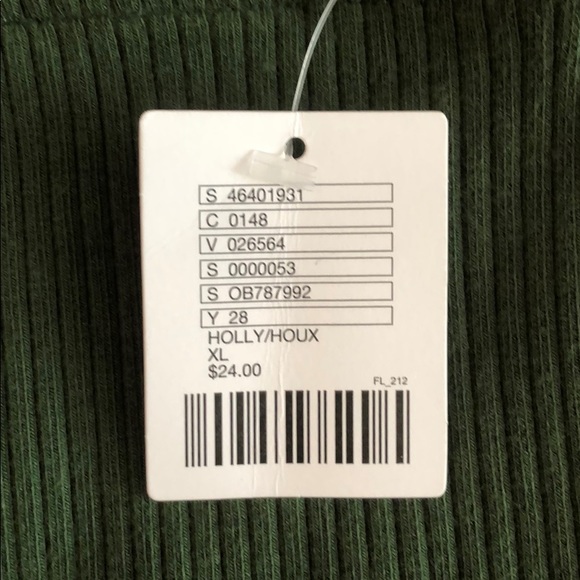 S 46401931
C 0148
V 026564
S 0000053
S OB787992
Y 28
HOLLY/HOUX
XL
$24.00
FL_212